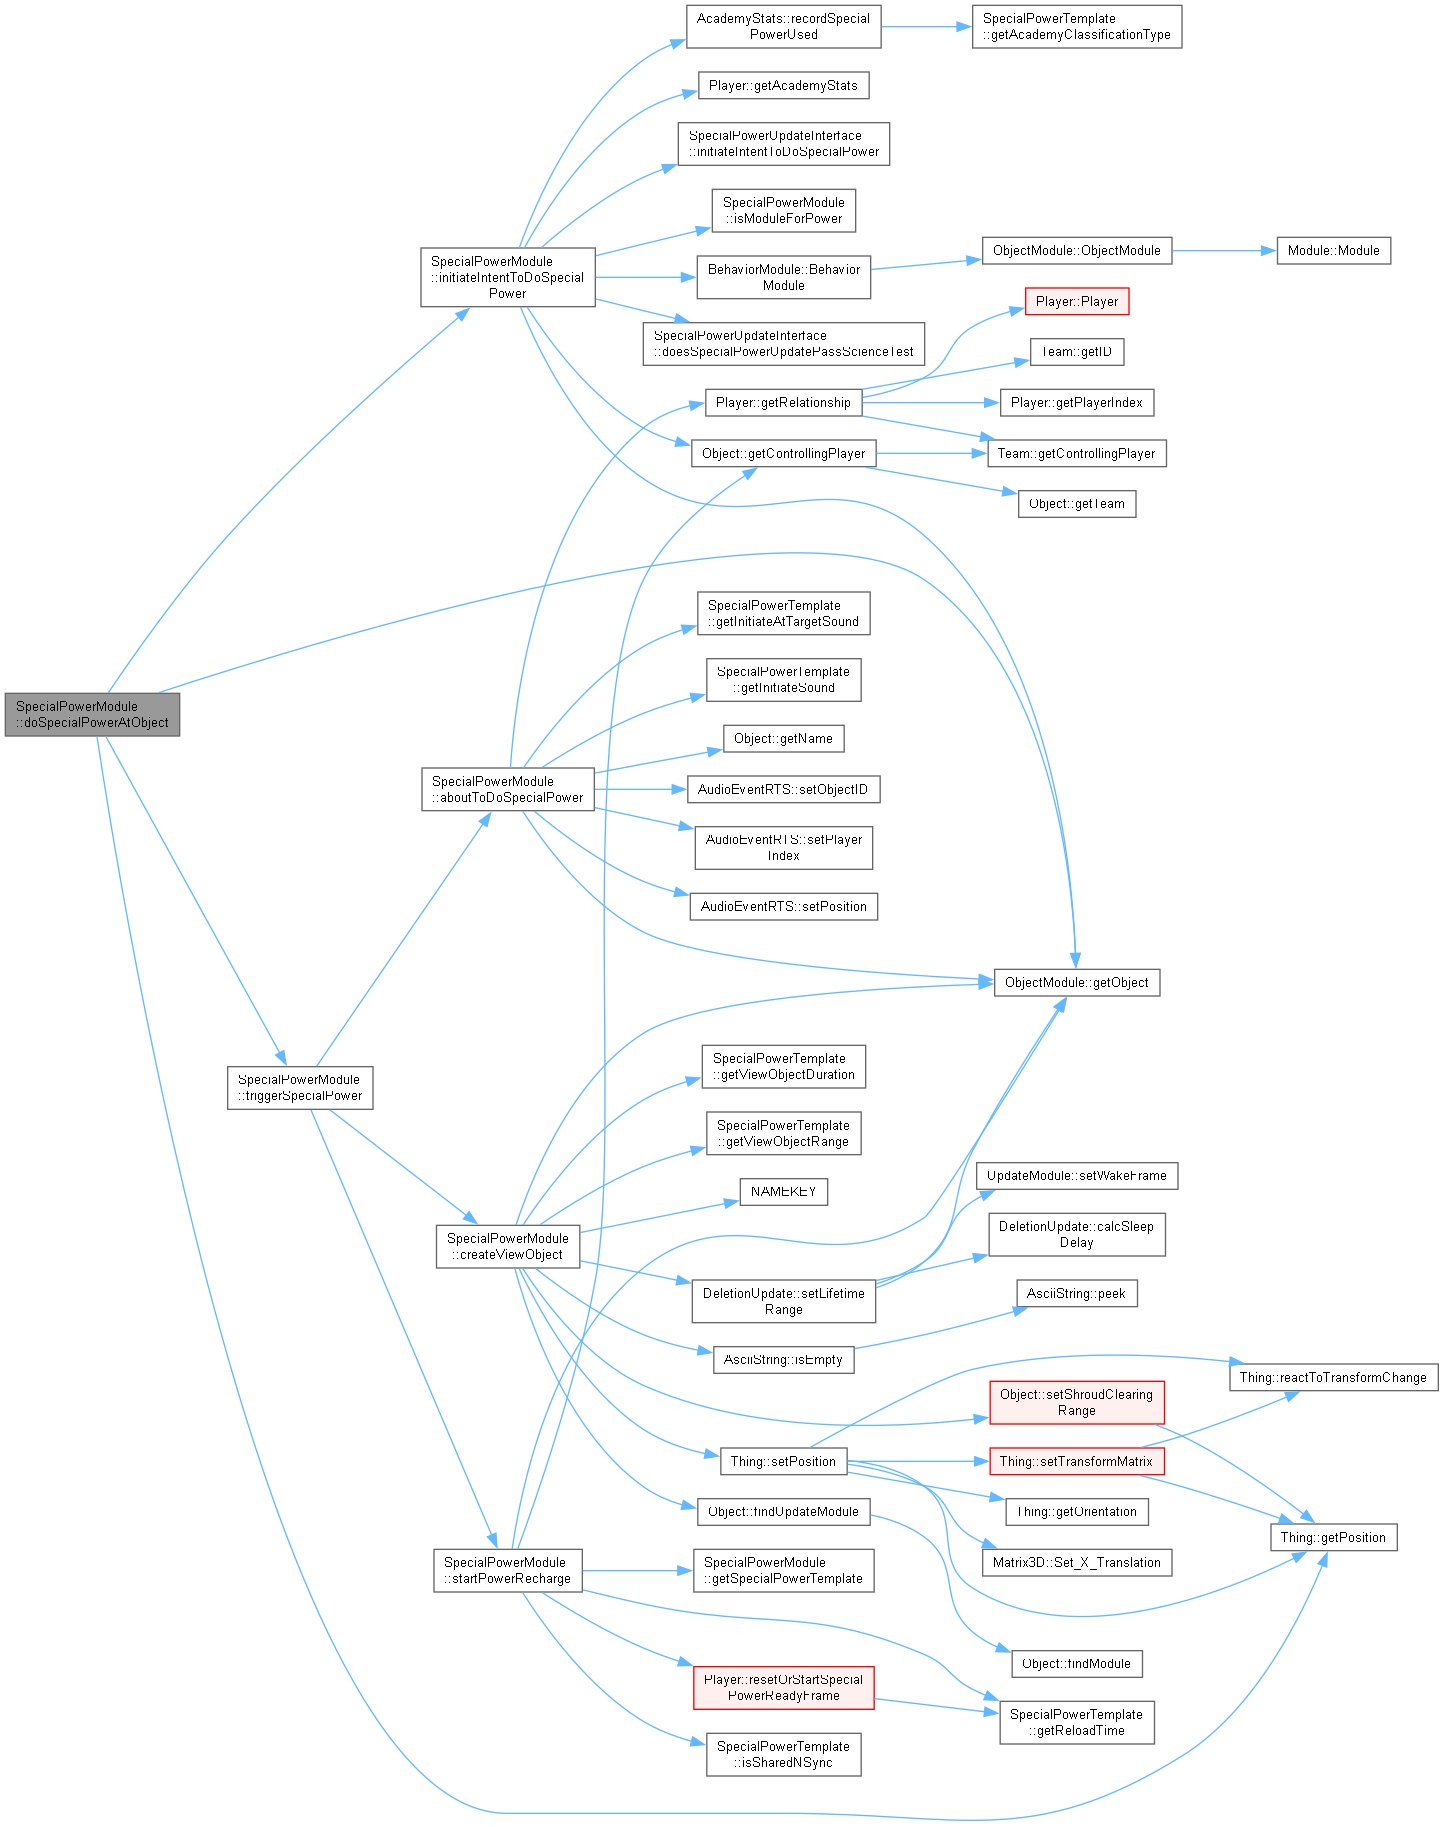 AcademyStats::recordSpecial
PowerUsed
SpecialPowerTemplate
::getAcademyClassificationType
Player::getAcademyStats
SpecialPowerUpdateInterface
::initiateIntentToDoSpecialPower
SpecialPowerModule
::isModuleForPower
SpecialPowerModule
::initiateIntentToDoSpecial
Power
BehaviorModule::Behavior
Module
ObjectModule::ObjectModule
Module::Module
Player::Player
SpecialPowerUpdateInterface
::doesSpecialPowerUpdatePassScienceTest
Team::getID
Player::getRelationship
Player::getPlayerIndex
Object::getControllingPlayer
Team::getControllingPlayer
Object::getTeam
SpecialPowerTemplate
::getInitiateAtTargetSound
SpecialPowerTemplate
::getInitiateSound
SpecialPowerModule
::doSpecialPowerAtObject
Object::getName
SpecialPowerModule
::aboutToDoSpecialPower
AudioEventRTS::setObjectID
AudioEventRTS::setPlayer
Index
AudioEventRTS::setPosition
ObjectModule::getObject
SpecialPowerModule
::triggerSpecialPower
SpecialPowerTemplate
::getViewObjectDuration
SpecialPowerTemplate
::getViewObjectRange
NAMEKEY
UpdateModule::setWakeFrame
SpecialPowerModule
::createViewObject
DeletionUpdate::calcSleep
Delay
DeletionUpdate::setLifetime
Range
AsciiString::peek
AsciiString::isEmpty
Thing::reactToTransformChange
Object::setShroudClearing
Range
Thing::setPosition
Thing::setTransformMatrix
Object::findUpdateModule
Thing::getOrientation
Thing::getPosition
Matrix3D::Set_X_Translation
SpecialPowerModule
::startPowerRecharge
SpecialPowerModule
::getSpecialPowerTemplate
Object::findModule
Player::resetOrStartSpecial
PowerReadyFrame
SpecialPowerTemplate
::getReloadTime
SpecialPowerTemplate
::isSharedNSync